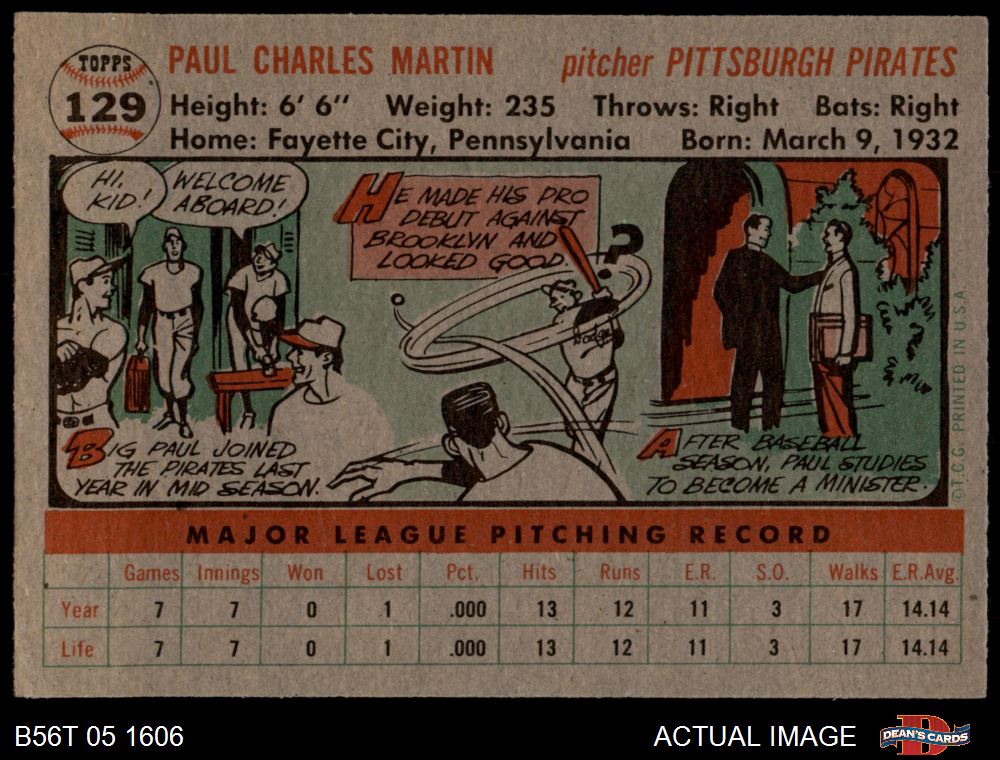 TOPPS
129
PAUL CHARLES MARTIN pitcher PITTSBURGH PIRATES
Height: 6' 6" Weight: 235 Throws: Right Bats: Right
Home: Fayette City, Pennsylvania Born: March 9, 1932
HI,
KID!
WELCOME
ABOARD!
BIG PAUL JOINED
THE PIRATES LAST
YEAR IN MID SEASON.
HE MADE HIS PRO
DEBUT AGAINST
BROOKLYN AND
LOOKED GOOD.
?
Dodgers
AFTER BASEBALL
SEASON, PAUL STUDIES
TO BECOME A MINISTER.
©T.C.G. PRINTED IN U.S.A.
MAJOR LEAGUE PITCHING RECORD
Games Innings Won Lost Pct. Hits Runs E.R. S.O. Walks E.R.Avg.
Year 7 7 0 1 .000 13 12 11 3 17 14.14
Life 7 7 0 1 .000 13 12 11 3 17 14.14
B56T 05 1606 ACTUAL IMAGE
DEAN'S CARDS